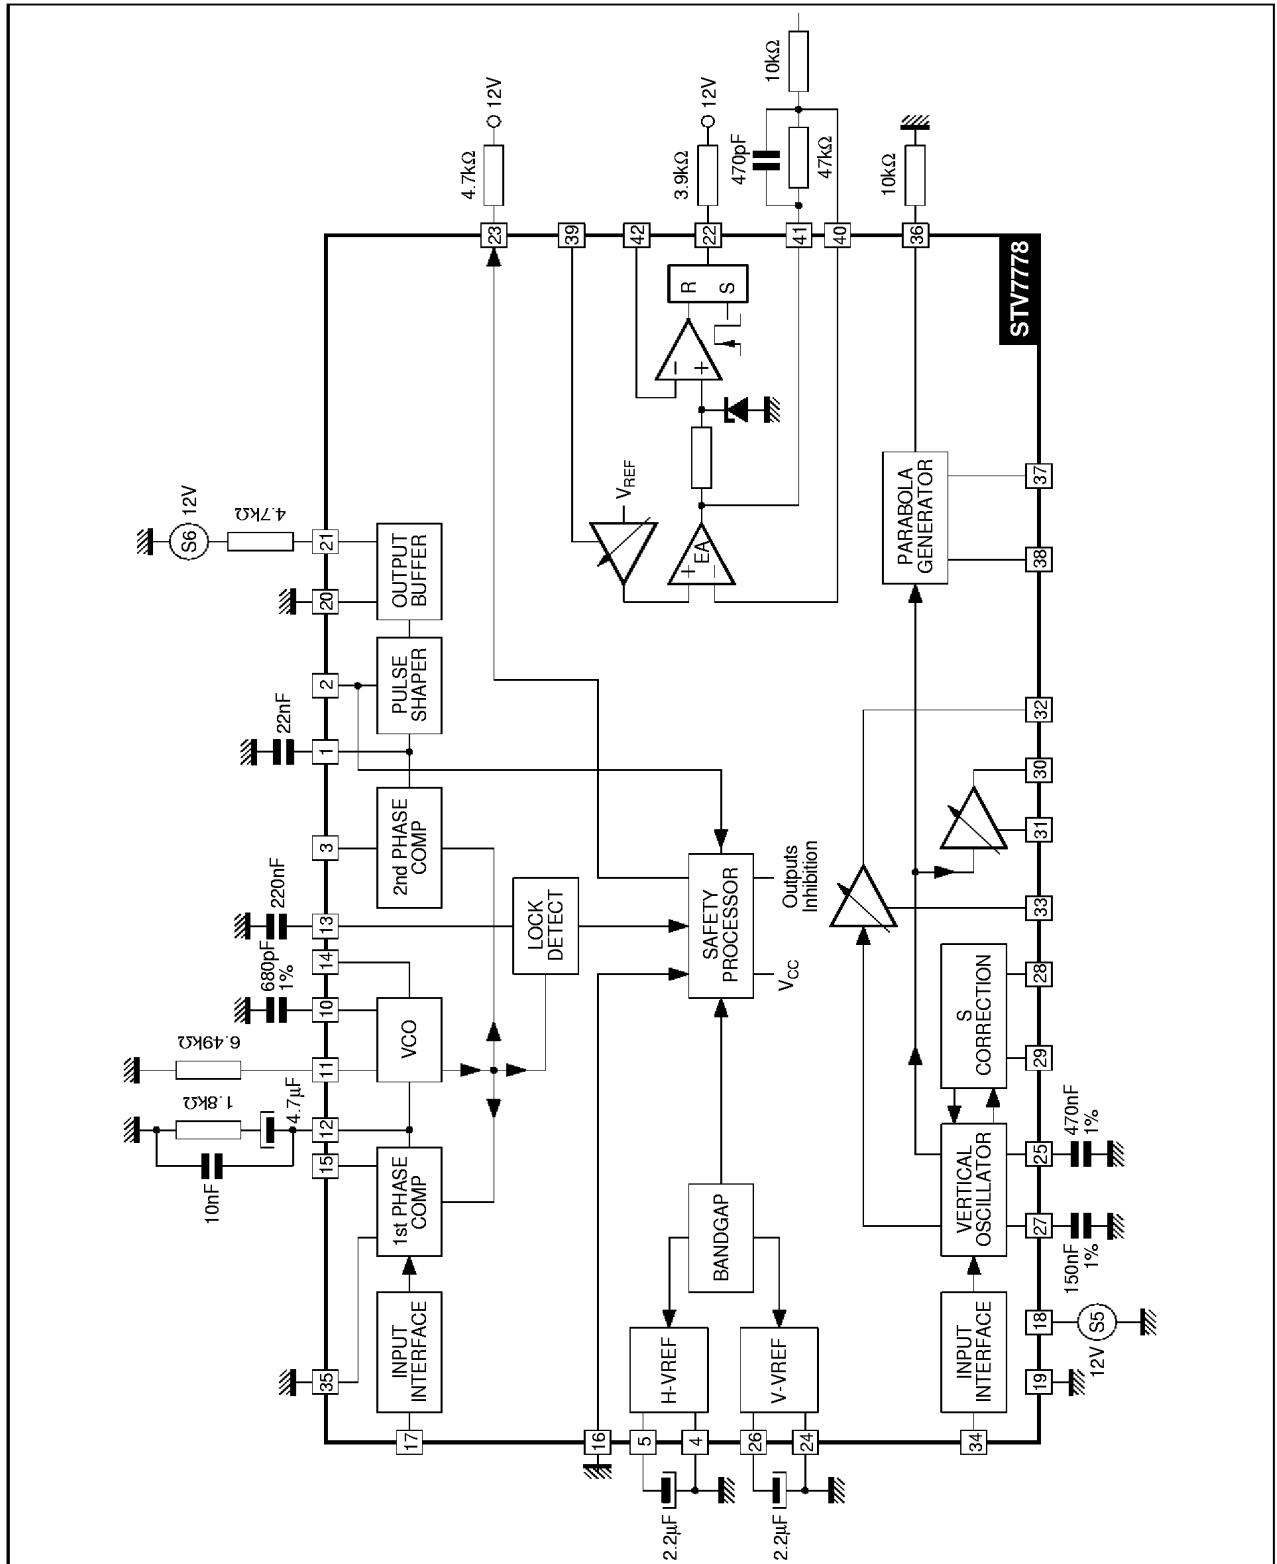 10kΩ
12V
4.7kΩ
12V
3.9kΩ
470pF
47kΩ
10kΩ
23
39
42
22
41
40
36
STV7778
R
S
−
+
VREF
EA
+
−
12V
S6
4.7kΩ
21
20
2
22nF
1
3
220nF
13
14
680pF
1%
10
6.49kΩ
11
1.8kΩ
4.7µF
12
15
10nF
35
OUTPUT
BUFFER
PULSE
SHAPER
2nd PHASE
COMP
LOCK
DETECT
VCO
1st PHASE
COMP
INPUT
INTERFACE
17
SAFETY
PROCESSOR
Outputs
Inhibition
VCC
BANDGAP
H-VREF
V-VREF
16
5
4
26
24
2.2µF
2.2µF
PARABOLA
GENERATOR
37
38
32
30
31
33
S
CORRECTION
28
29
VERTICAL
OSCILLATOR
25
470nF
1%
27
150nF
1%
INPUT
INTERFACE
34
18
S5
12V
19